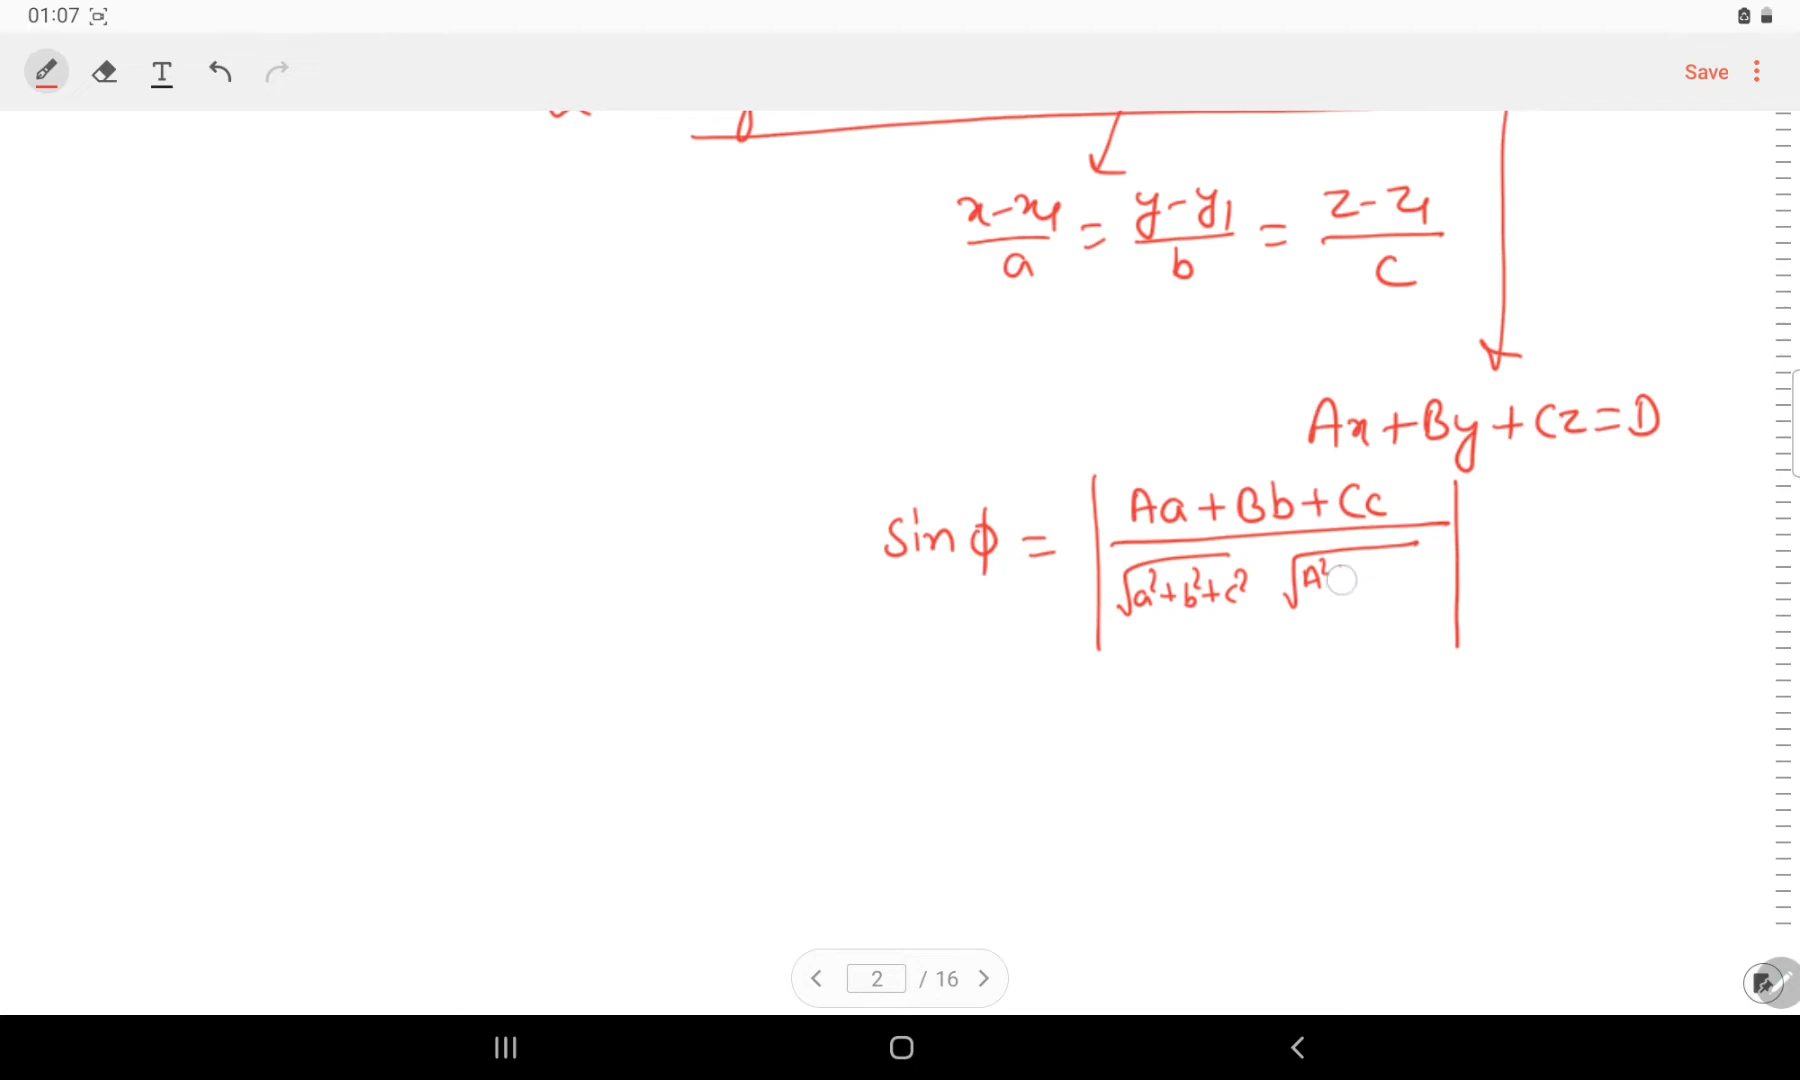 01:07
T Save
x-x₁/a = y-y₁/b = z-z₁/c
Ax+By+Cz=D
sin ϕ = |Aa+Bb+Cc / √a²+b²+c² √A²|
2 / 16